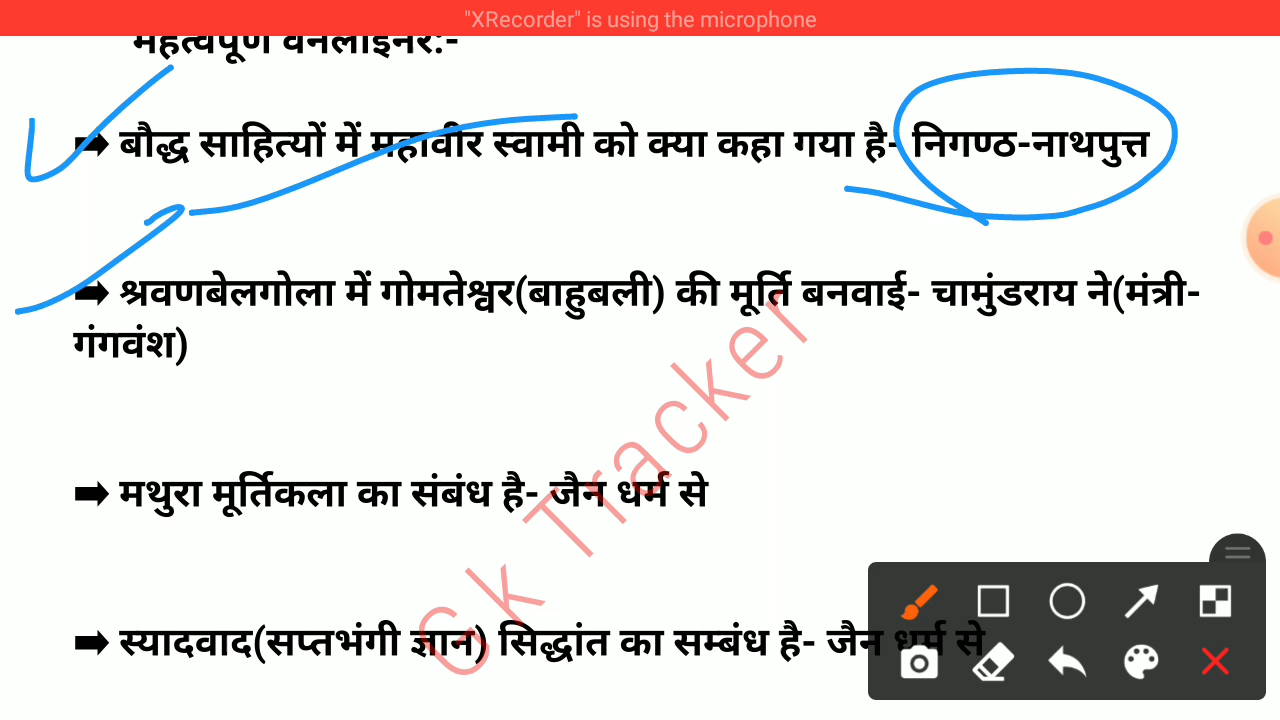 "XRecorder" is using the microphone
महत्वपूर्ण वनलाइनर:-
➡ बौद्ध साहित्यों में महावीर स्वामी को क्या कहा गया है- निगण्ठ-नाथपुत्त
➡ श्रवणबेलगोला में गोमतेश्वर(बाहुबली) की मूर्ति बनवाई- चामुंडराय ने(मंत्री-
गंगवंश)
➡ मथुरा मूर्तिकला का संबंध है- जैन धर्म से
➡ स्यादवाद(सप्तभंगी ज्ञान) सिद्धांत का सम्बंध है- जैन धर्म से
Gk Tracker